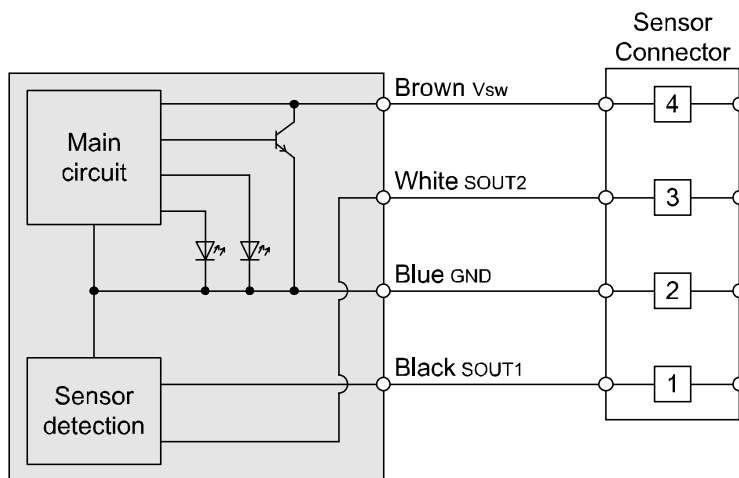 Sensor
Connector
Brown Vsw
4
Main
circuit
White SOUT2
3
Blue GND
2
Black SOUT1
1
Sensor
detection